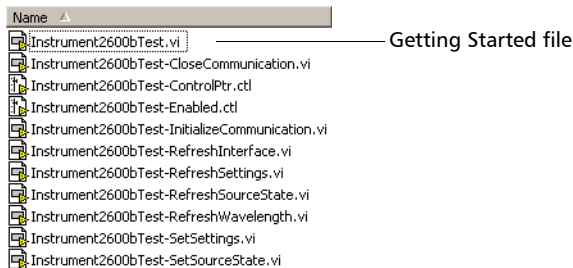 Name
Instrument2600bTest.vi Getting Started file
Instrument2600bTest-CloseCommunication.vi
Instrument2600bTest-ControlPtr.ctl
Instrument2600bTest-Enabled.ctl
Instrument2600bTest-InitializeCommunication.vi
Instrument2600bTest-RefreshInterface.vi
Instrument2600bTest-RefreshSettings.vi
Instrument2600bTest-RefreshSourceState.vi
Instrument2600bTest-RefreshWavelength.vi
Instrument2600bTest-SetSettings.vi
Instrument2600bTest-SetSourceState.vi